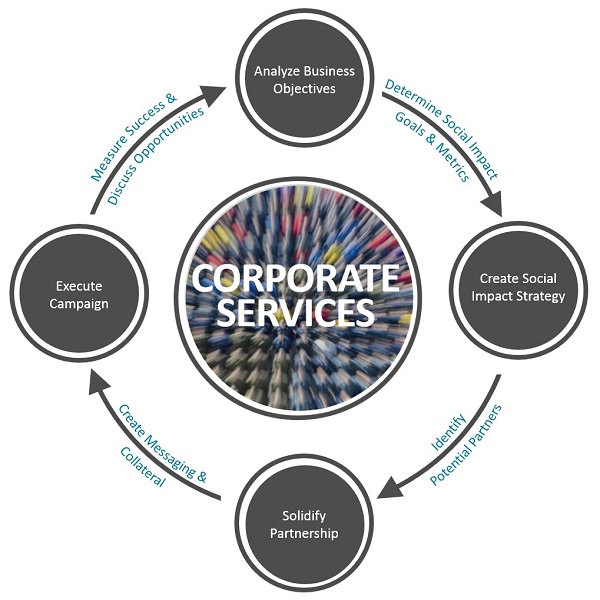 Analyze Business
Objectives
Determine Social Impact
Goals & Metrics
Create Social
Impact Strategy
Identify
Potential Partners
Solidify
Partnership
Create Messaging &
Collateral
Execute
Campaign
Measure Success &
Discuss Opportunities
CORPORATE
SERVICES